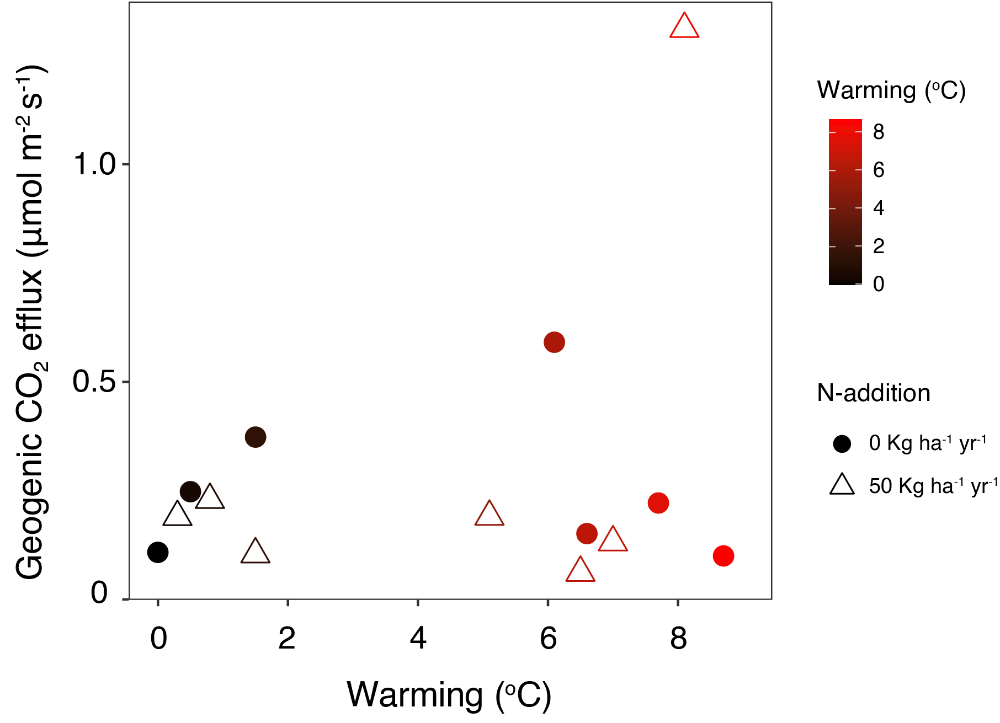 Geogenic CO₂ efflux (µmol m⁻² s⁻¹)
1.0
0.5
0
0 2 4 6 8
Warming (ºC)
Warming (ºC)
8
6
4
2
0
N-addition
0 Kg ha⁻¹ yr⁻¹
50 Kg ha⁻¹ yr⁻¹